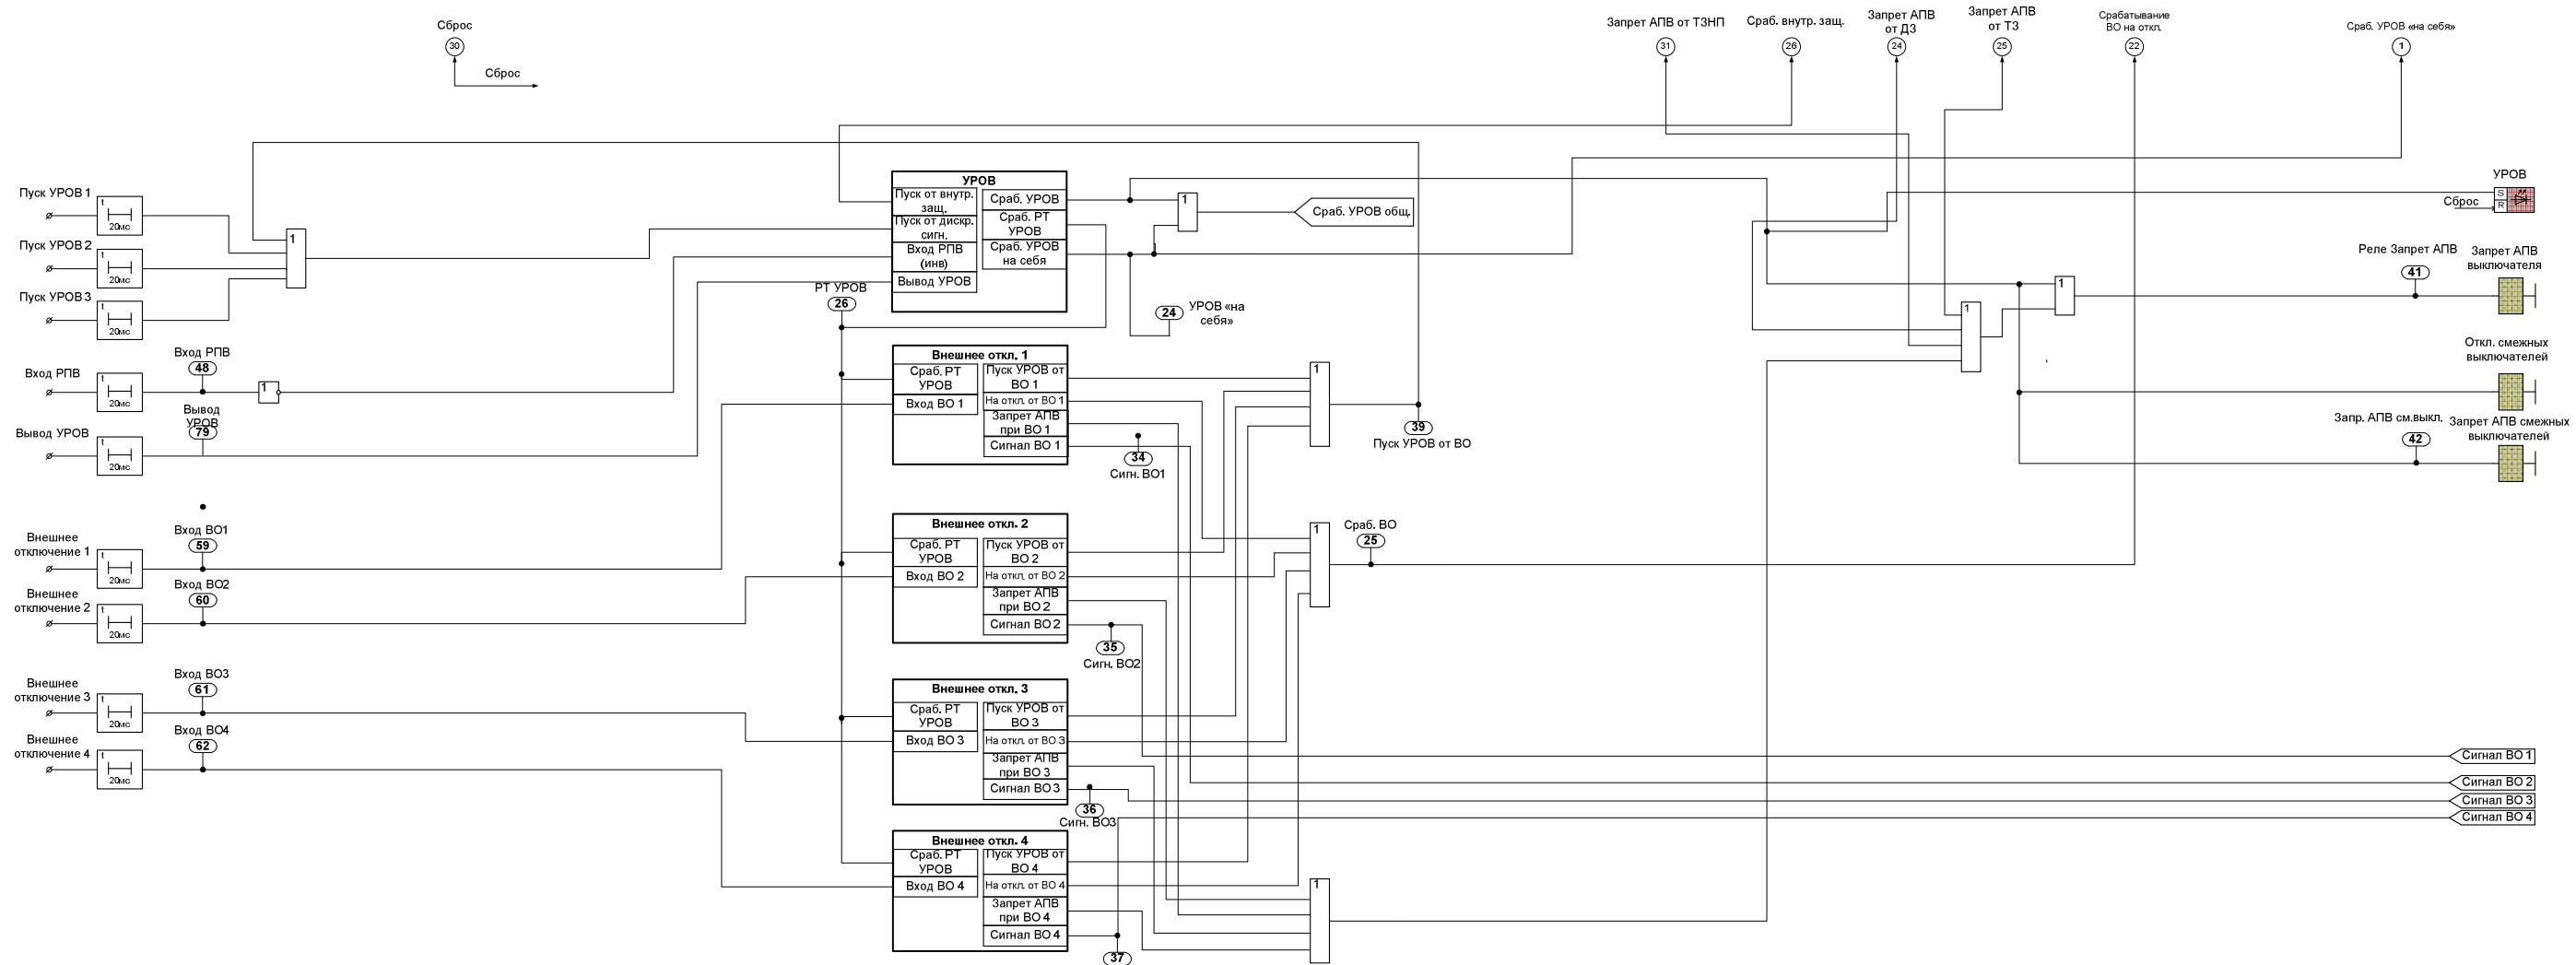 Сброс
30
Сброс
Запрет АПВ от ТЗНП
31
Сраб. внутр. защ.
26
Запрет АПВ
от ДЗ
24
Запрет АПВ
от ТЗ
25
Срабатывание
ВО на откл.
22
Сраб. УРОВ «на себя»
1
Пуск УРОВ 1
t
20мс
Пуск УРОВ 2
t
20мс
Пуск УРОВ 3
t
20мс
1
Вход РПВ
t
20мс
Вход РПВ
48
1
Вывод УРОВ
t
20мс
Вывод
УРОВ
79
Внешнее
отключение 1
t
20мс
Вход ВО1
59
Внешнее
отключение 2
t
20мс
Вход ВО2
60
Внешнее
отключение 3
t
20мс
Вход ВО3
61
Внешнее
отключение 4
t
20мс
Вход ВО4
62
УРОВ
Пуск от внутр.
защ.
Пуск от дискр.
сигн.
Вход РПВ
(инв)
Вывод УРОВ
Сраб. УРОВ
Сраб. РТ
УРОВ
Сраб. УРОВ
на себя
РТ УРОВ
26
1
Сраб. УРОВ общ.
24
УРОВ «на
себя»
Внешнее откл. 1
Сраб. РТ
УРОВ
Вход ВО 1
Пуск УРОВ от
ВО 1
На откл. от ВО 1
Запрет АПВ
при ВО 1
Сигнал ВО 1
34
Сигн. ВО1
Внешнее откл. 2
Сраб. РТ
УРОВ
Вход ВО 2
Пуск УРОВ от
ВО 2
На откл. от ВО 2
Запрет АПВ
при ВО 2
Сигнал ВО 2
35
Сигн. ВО2
Внешнее откл. 3
Сраб. РТ
УРОВ
Вход ВО 3
Пуск УРОВ от
ВО 3
На откл. от ВО 3
Запрет АПВ
при ВО 3
Сигнал ВО 3
36
Сигн. ВО3
Внешнее откл. 4
Сраб. РТ
УРОВ
Вход ВО 4
Пуск УРОВ от
ВО 4
На откл. от ВО 4
Запрет АПВ
при ВО 4
Сигнал ВО 4
37
1
39
Пуск УРОВ от ВО
1
Сраб. ВО
25
1
1
1
УРОВ
S
R
Сброс
Реле Запрет АПВ
41
Запрет АПВ
выключателя
Откл. смежных
выключателей
Запр. АПВ см.выкл.
42
Запрет АПВ смежных
выключателей
Сигнал ВО 1
Сигнал ВО 2
Сигнал ВО 3
Сигнал ВО 4